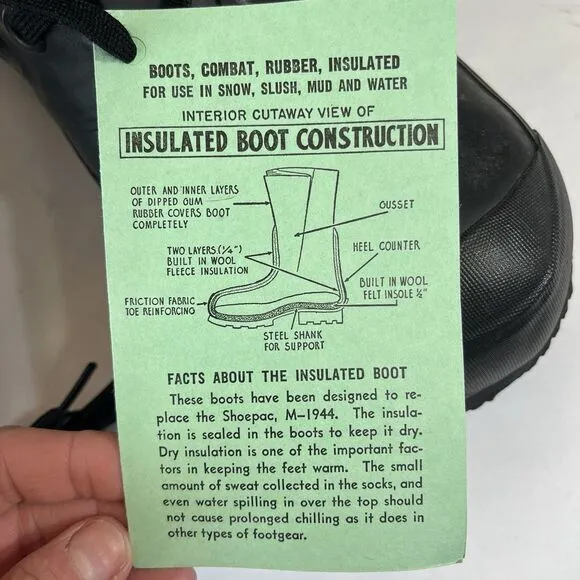 BOOTS, COMBAT, RUBBER, INSULATED
FOR USE IN SNOW, SLUSH, MUD AND WATER
INTERIOR CUTAWAY VIEW OF
INSULATED BOOT CONSTRUCTION
OUTER AND INNER LAYERS
OF DIPPED GUM
RUBBER COVERS BOOT
COMPLETELY
GUSSET
TWO LAYERS (1/4")
BUILT IN WOOL
FLEECE INSULATION
HEEL COUNTER
BUILT IN WOOL
FELT INSOLE 1/2"
FRICTION FABRIC
TOE REINFORCING
STEEL SHANK
FOR SUPPORT
FACTS ABOUT THE INSULATED BOOT
These boots have been designed to re-
place the Shoepac, M-1944. The insula-
tion is sealed in the boots to keep it dry.
Dry insulation is one of the important fac-
tors in keeping the feet warm. The small
amount of sweat collected in the socks, and
even water spilling in over the top should
not cause prolonged chilling as it does in
other types of footgear.